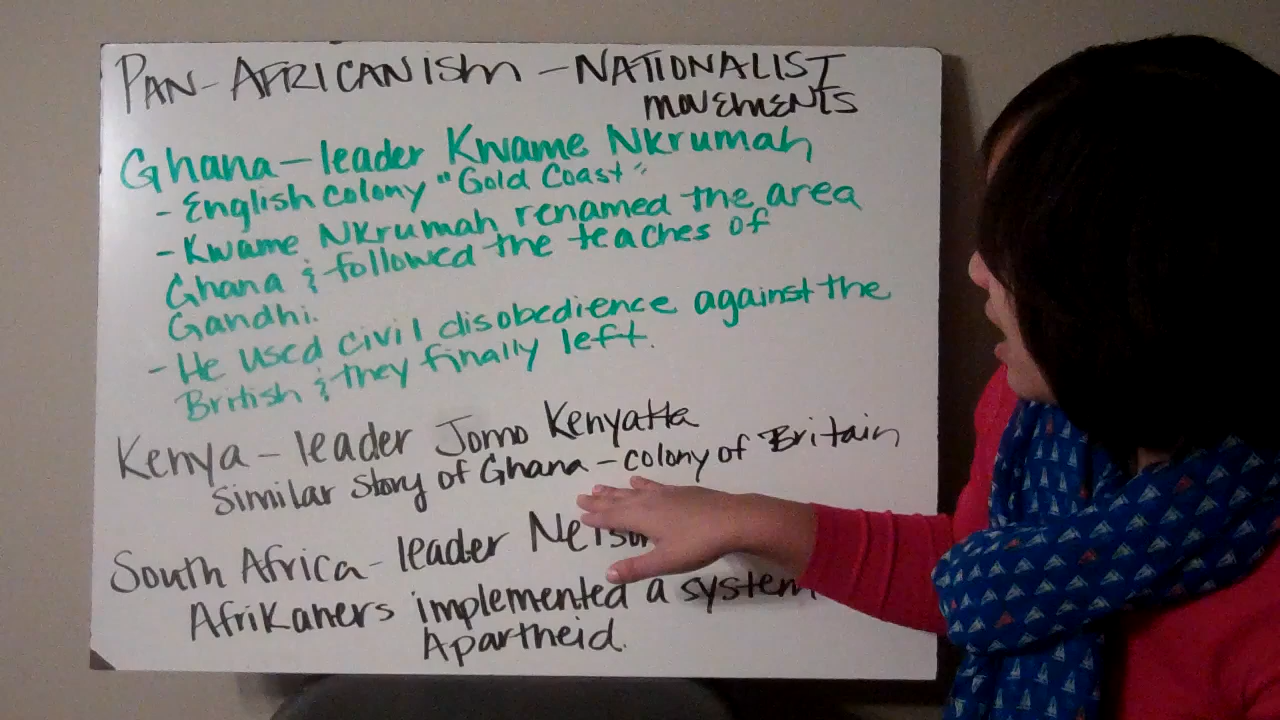 PAN-AFRICANISM - NATIONALIST
MOVEMENTS
Ghana - leader Kwame Nkrumah
- English colony "Gold Coast"
- Kwame Nkrumah renamed the area
Ghana & followed the teaches of
Gandhi.
- He used civil disobedience against the
British & they finally left.
Kenya - leader Jomo Kenyatta
Similar story of Ghana - colony of Britain
South Africa - leader
Afrikaners implemented a system
Apartheid.